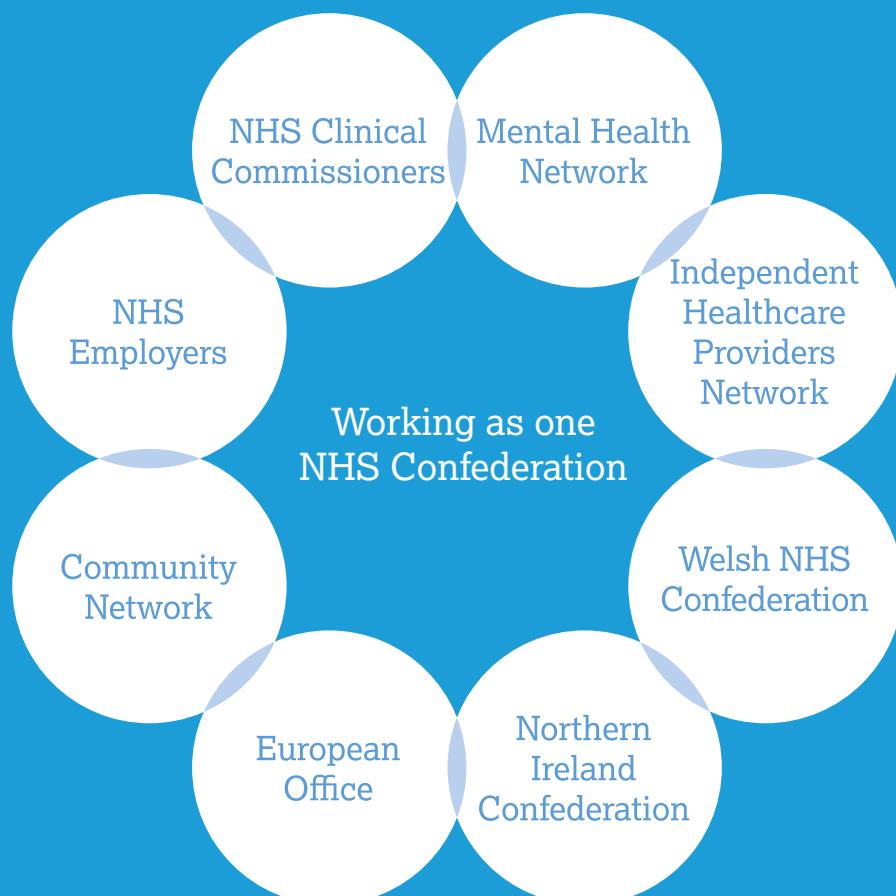 NHS Clinical
Commissioners
Mental Health
Network
Independent
Healthcare
Providers
Network
Welsh NHS
Confederation
Northern
Ireland
Confederation
European
Office
Community
Network
NHS
Employers
Working as one
NHS Confederation